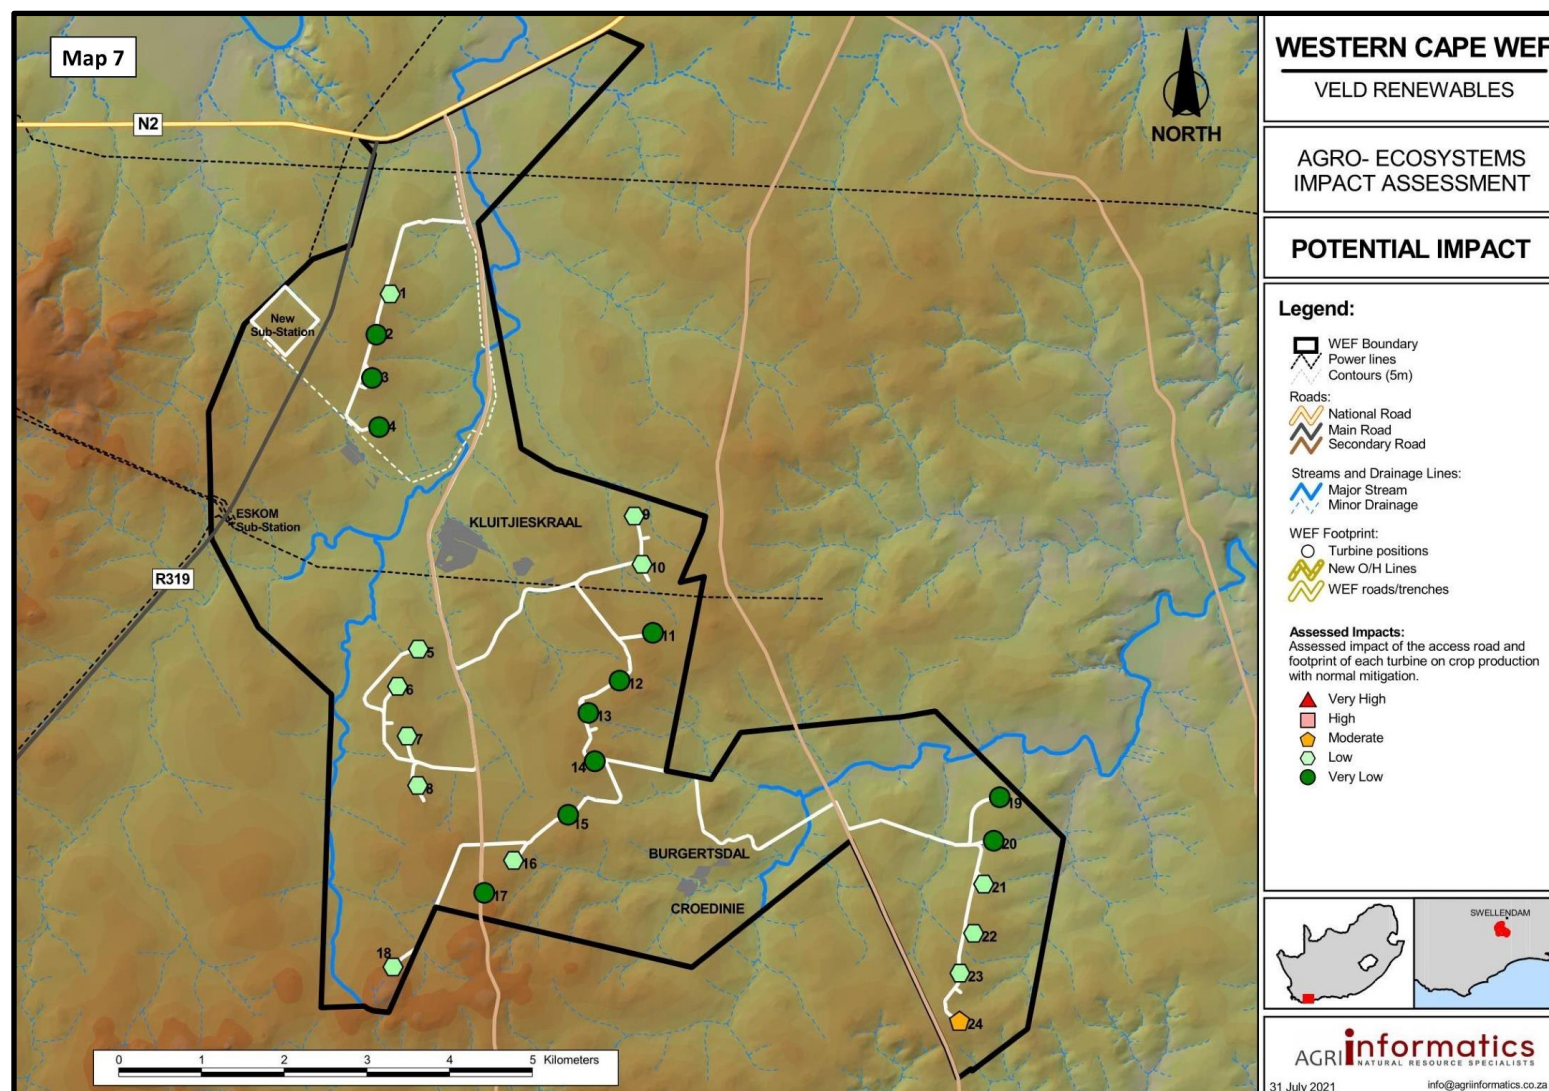 Map 7
N2
NORTH
1
2
New
Sub-Station
3
4
ESKOM
Sub-Station
KLUITJIESKRAAL
9
10
R319
11
5
12
6
13
7
14
8
19
15
20
BURGERTSDAL
16
21
17
CROEDINIE
22
18
23
24
0 1 2 3 4 5 Kilometers
WESTERN CAPE WEF
VELD RENEWABLES
AGRO- ECOSYSTEMS
IMPACT ASSESSMENT
POTENTIAL IMPACT
Legend:
WEF Boundary
Power lines
Contours (5m)
Roads:
National Road
Main Road
Secondary Road
Streams and Drainage Lines:
Major Stream
Minor Drainage
WEF Footprint:
Turbine positions
New O/H Lines
WEF roads/trenches
Assessed Impacts:
Assessed impact of the access road and
footprint of each turbine on crop production
with normal mitigation.
Very High
High
Moderate
Low
Very Low
SWELLENDAM
AGRIinformatics
NATURAL RESOURCE SPECIALISTS
31 July 2021 info@agriinformatics.co.za